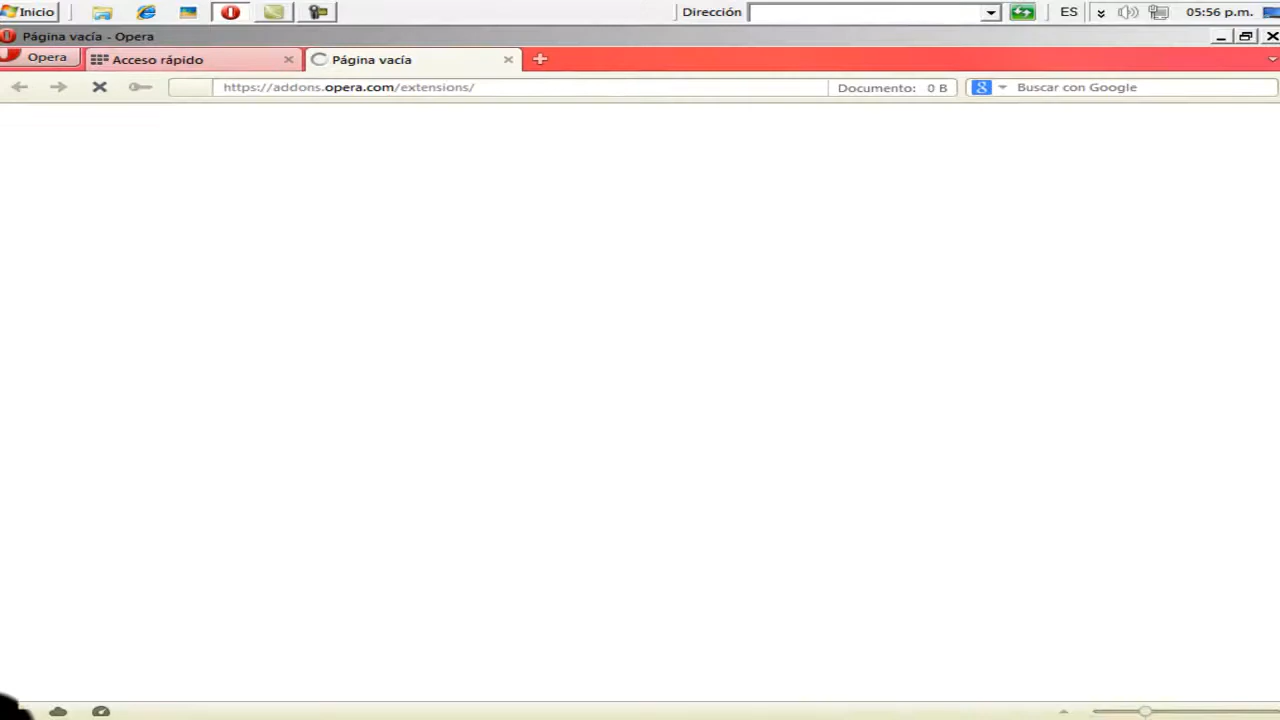 Inicio Dirección ES 05:56 p.m.
Página vacía - Opera
Opera Acceso rápido Página vacía
https://addons.opera.com/extensions/ Documento: 0 B 8 Buscar con Google